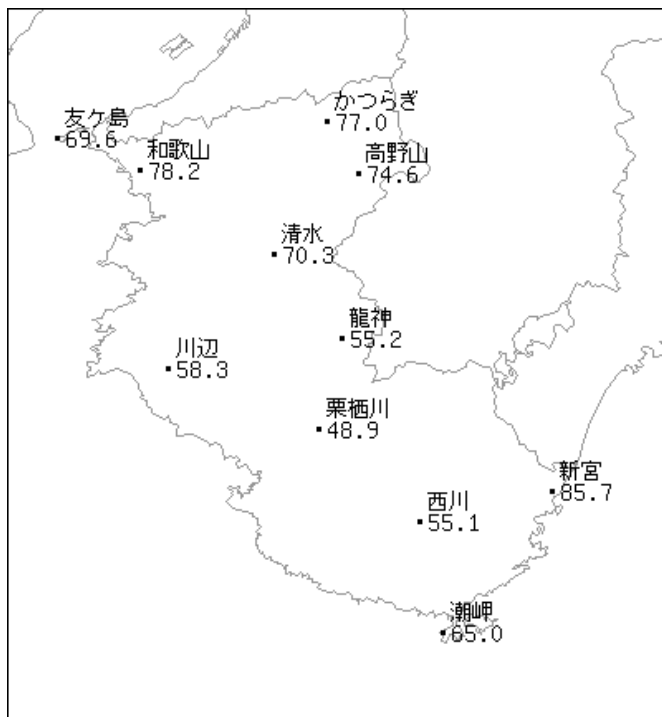 友ケ島
69.6
和歌山
78.2
かつらぎ
77.0
高野山
74.6
清水
70.3
龍神
55.2
川辺
58.3
栗栖川
48.9
新宮
85.7
西川
55.1
潮岬